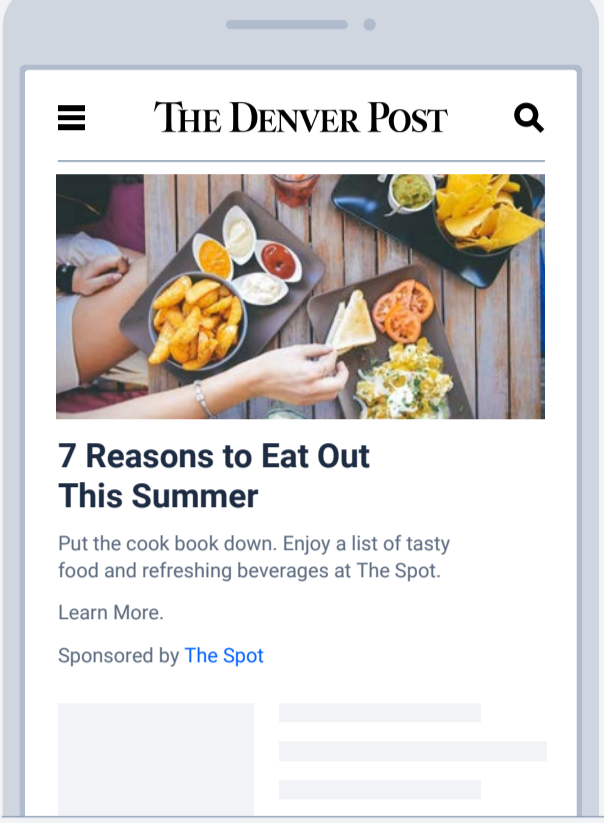 THE DENVER POST
7 Reasons to Eat Out
This Summer
Put the cook book down. Enjoy a list of tasty
food and refreshing beverages at The Spot.
Learn More.
Sponsored by The Spot